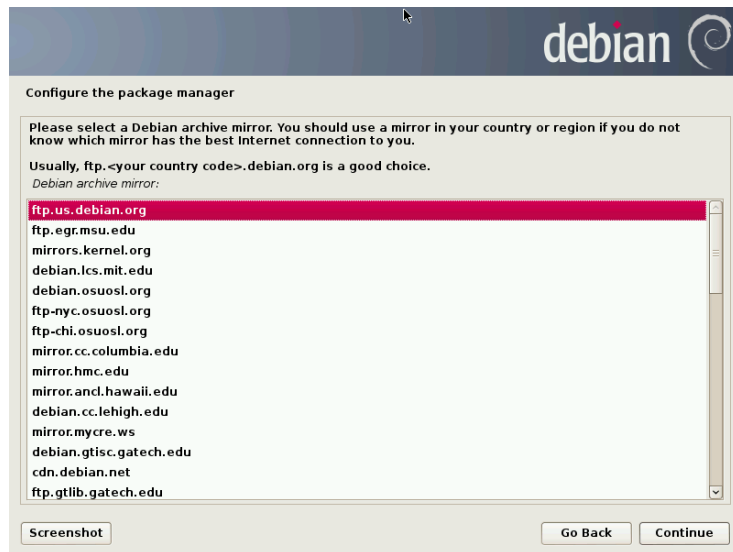 debian
Configure the package manager
Please select a Debian archive mirror. You should use a mirror in your country or region if you do not
know which mirror has the best Internet connection to you.
Usually, ftp.<your country code>.debian.org is a good choice.
Debian archive mirror:
ftp.us.debian.org
ftp.egr.msu.edu
mirrors.kernel.org
debian.lcs.mit.edu
debian.osuosl.org
ftp-nyc.osuosl.org
ftp-chi.osuosl.org
mirror.cc.columbia.edu
mirror.hmc.edu
mirror.ancl.hawaii.edu
debian.cc.lehigh.edu
mirror.mycre.ws
debian.gtisc.gatech.edu
cdn.debian.net
ftp.gtlib.gatech.edu
Screenshot
Go Back
Continue